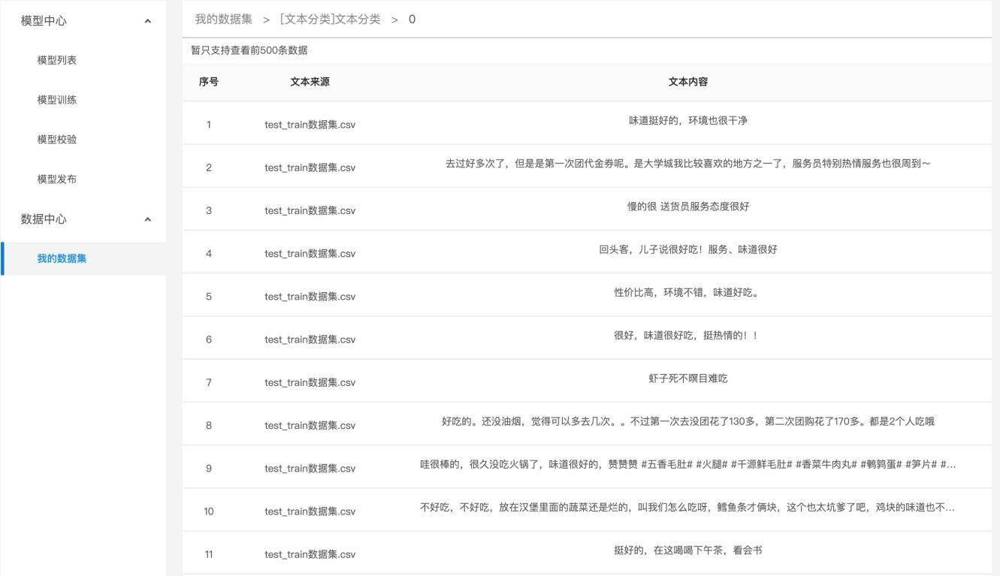 模型中心
模型列表
模型训练
模型校验
模型发布
数据中心
我的数据集
我的数据集 > [文本分类]文本分类 > 0
暂只支持查看前500条数据
序号 文本来源 文本内容
1 test_train数据集.csv 味道挺好的，环境也很干净
2 test_train数据集.csv 去过好多次了，但是是第一次团代金券呢。是大学城我比较喜欢的地方之一了，服务员特别热情服务也很周到～
3 test_train数据集.csv 慢的很 送货员服务态度很好
4 test_train数据集.csv 回头客，儿子说很好吃！服务、味道很好
5 test_train数据集.csv 性价比高，环境不错，味道好吃。
6 test_train数据集.csv 很好，味道很好吃，挺热情的！！
7 test_train数据集.csv 虾子死不暝目难吃
8 test_train数据集.csv 好吃的。还没油烟，觉得可以多去几次。。不过第一次去没团花了130多，第二次团购花了170多。都是2个人吃哦
9 test_train数据集.csv 哇很棒的，很久没吃火锅了，味道很好的，赞赞赞 #五香毛肚# #火腿# #千源鲜毛肚# #香菜牛肉丸# #鹌鹑蛋# #笋片# #...
10 test_train数据集.csv 不好吃，不好吃，放在汉堡里面的蔬菜还是烂的，叫我们怎么吃呀，鳕鱼条才俩块，这个也太坑爹了吧，鸡块的味道也不...
11 test_train数据集.csv 挺好的，在这喝喝下午茶，看会书